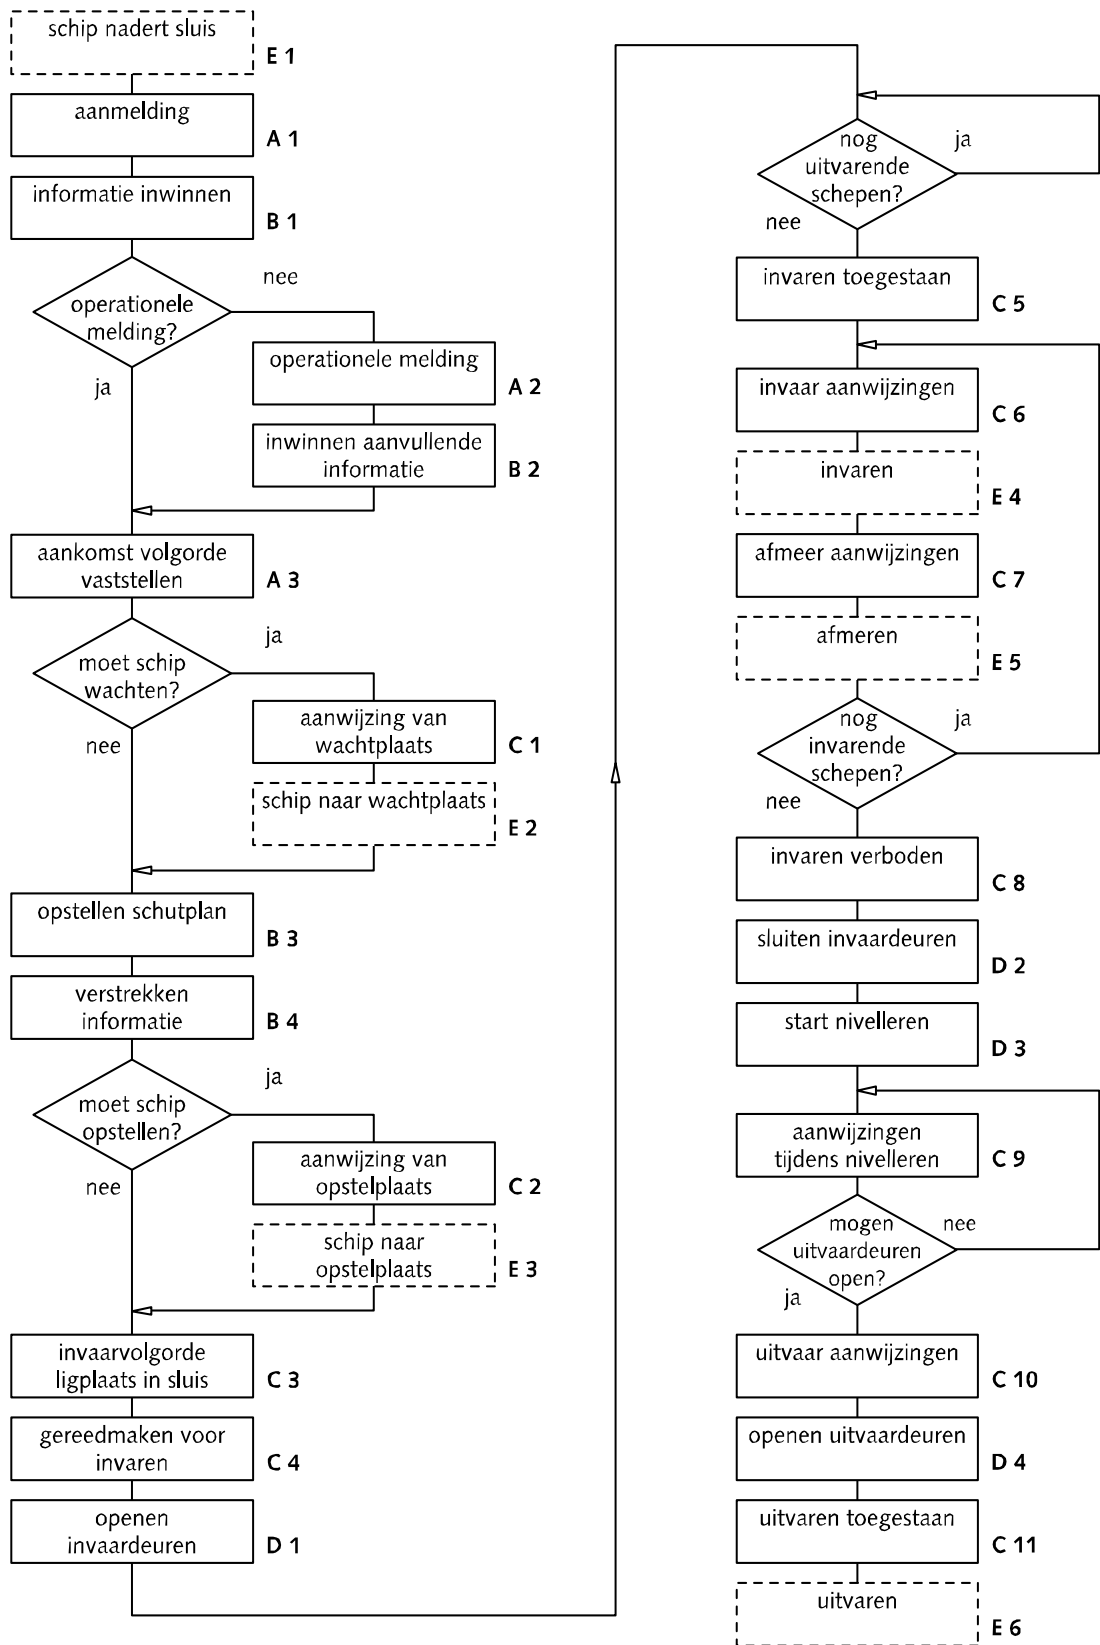 schip nadert sluis
E 1
aanmelding
A 1
informatie inwinnen
B 1
operationele
melding?
nee
ja
operationele melding
A 2
inwinnen aanvullende
informatie
B 2
aankomst volgorde
vaststellen
A 3
moet schip
wachten?
ja
nee
aanwijzing van
wachtplaats
C 1
schip naar wachtplaats
E 2
opstellen schutplan
B 3
verstrekken
informatie
B 4
moet schip
opstellen?
ja
nee
aanwijzing van
opstelplaats
C 2
schip naar
opstelplaats
E 3
invaarvolgorde
ligplaats in sluis
C 3
gereedmaken voor
invaren
C 4
openen
invaardeuren
D 1
nog
uitvarende
schepen?
ja
nee
invaren toegestaan
C 5
invaar aanwijzingen
C 6
invaren
E 4
afmeer aanwijzingen
C 7
afmeren
E 5
nog
invarende
schepen?
ja
nee
invaren verboden
C 8
sluiten invaardeuren
D 2
start nivelleren
D 3
aanwijzingen
tijdens nivelleren
C 9
mogen
uitvaardeuren
open?
nee
ja
uitvaar aanwijzingen
C 10
openen uitvaardeuren
D 4
uitvaren toegestaan
C 11
uitvaren
E 6